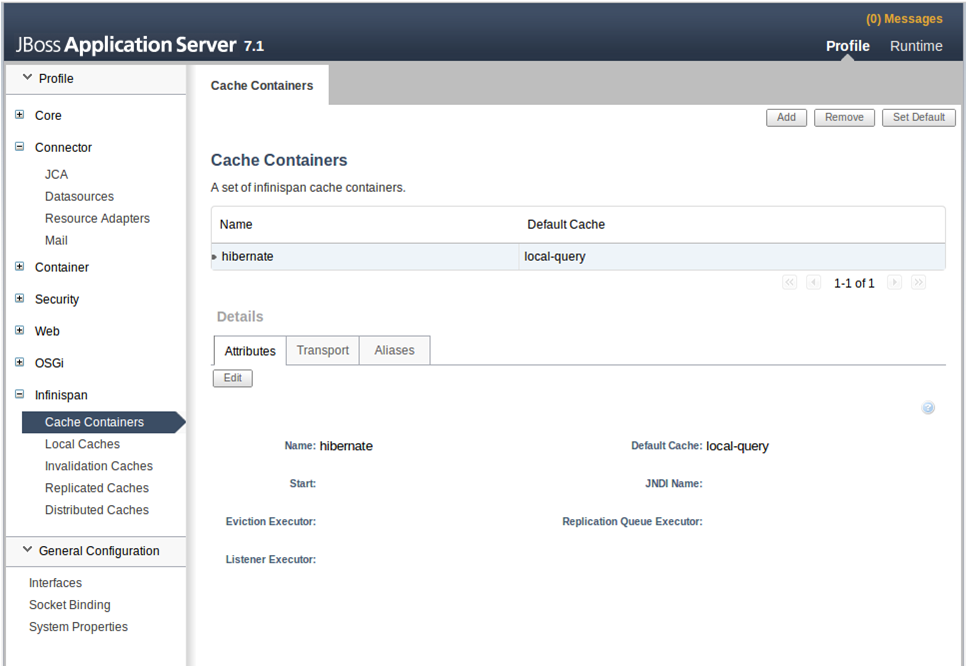 (0) Messages
JBoss Application Server 7.1
Profile Runtime
Profile
Core
Connector
JCA
Datasources
Resource Adapters
Mail
Container
Security
Web
OSGi
Infinispan
Cache Containers
Local Caches
Invalidation Caches
Replicated Caches
Distributed Caches
General Configuration
Interfaces
Socket Binding
System Properties
Cache Containers
Add Remove Set Default
Cache Containers
A set of infinispan cache containers.
Name Default Cache
hibernate local-query
1-1 of 1
Details
Attributes Transport Aliases
Edit
Name: hibernate Default Cache: local-query
Start: JNDI Name:
Eviction Executor: Replication Queue Executor:
Listener Executor: